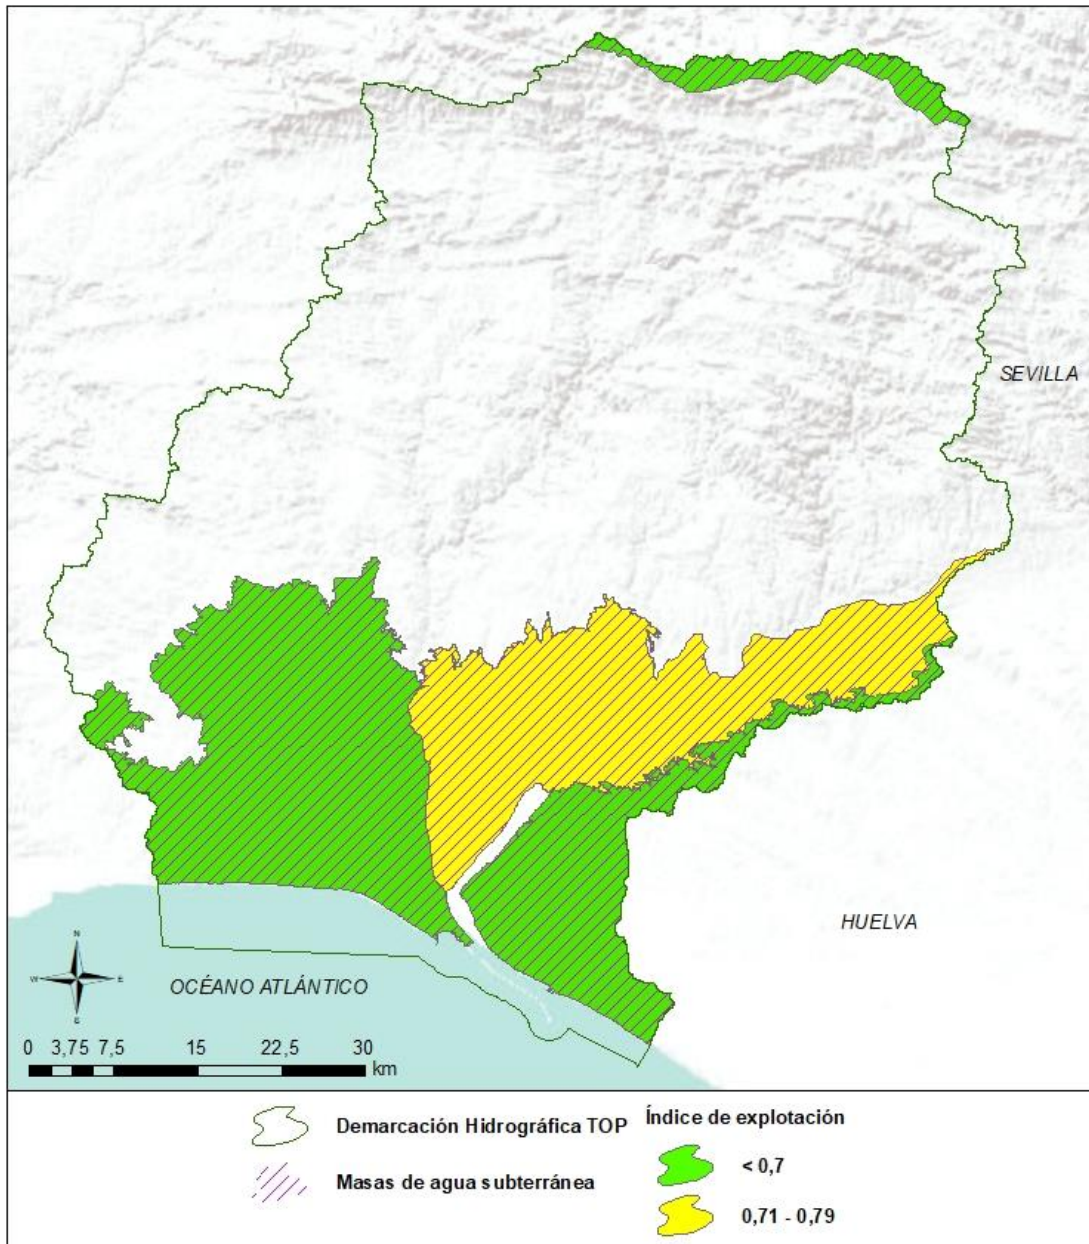 SEVILLA
HUELVA
N
W E
S
OCÉANO ATLÁNTICO
0 3,75 7,5 15 22,5 30
km
Demarcación Hidrográfica TOP
Masas de agua subterránea
Índice de explotación
< 0,7
0,71 - 0,79